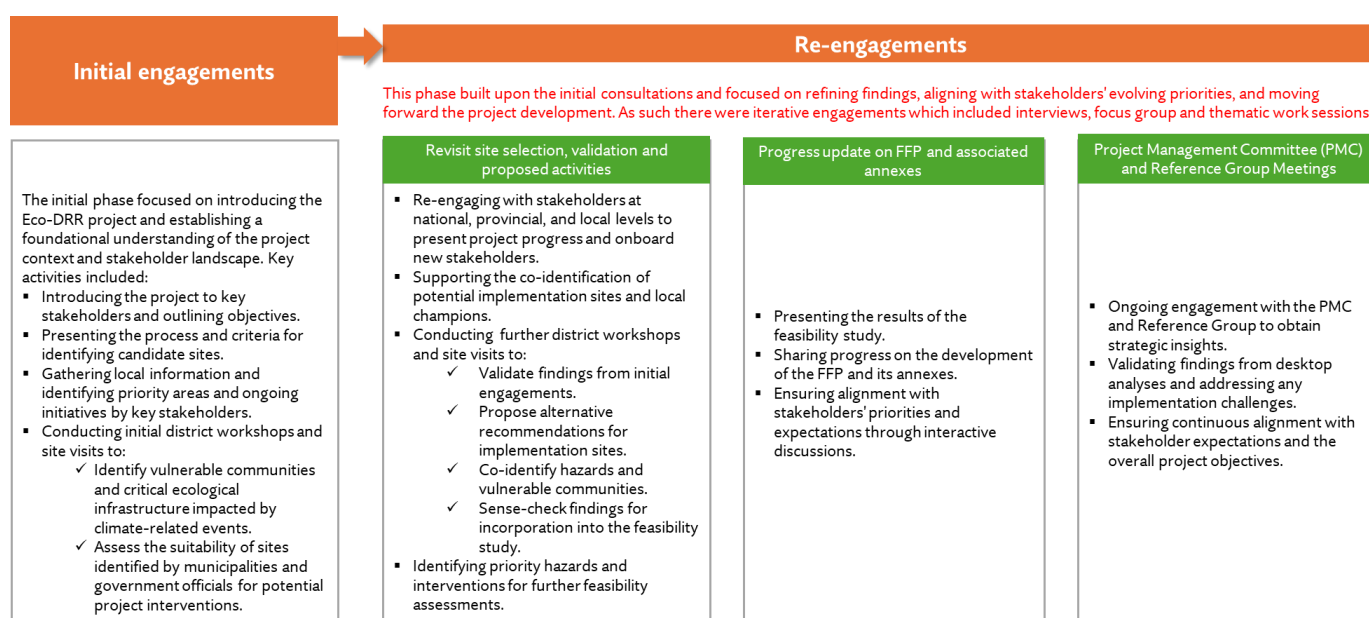 Initial engagements
Re-engagements
This phase built upon the initial consultations and focused on refining findings, aligning with stakeholders' evolving priorities, and moving
forward the project development. As such there were iterative engagements which included interviews, focus group and thematic work sessions
The initial phase focused on introducing the
Eco-DRR project and establishing a
foundational understanding of the project
context and stakeholder landscape. Key
activities included:
▪ Introducing the project to key
stakeholders and outlining objectives.
▪ Presenting the process and criteria for
identifying candidate sites.
▪ Gathering local information and
identifying priority areas and ongoing
initiatives by key stakeholders.
▪ Conducting initial district workshops and
site visits to:
✓ Identify vulnerable communities
and critical ecological
infrastructure impacted by
climate-related events.
✓ Assess the suitability of sites
identified by municipalities and
government officials for potential
project interventions.
Revisit site selection, validation and
proposed activities
▪ Re-engaging with stakeholders at
national, provincial, and local levels to
present project progress and onboard
new stakeholders.
▪ Supporting the co-identification of
potential implementation sites and local
champions.
▪ Conducting further district workshops
and site visits to:
✓ Validate findings from initial
engagements.
✓ Propose alternative
recommendations for
implementation sites.
✓ Co-identify hazards and
vulnerable communities.
✓ Sense-check findings for
incorporation into the feasibility
study.
▪ Identifying priority hazards and
interventions for further feasibility
assessments.
Progress update on FFP and associated
annexes
▪ Presenting the results of the
feasibility study.
▪ Sharing progress on the development
of the FFP and its annexes.
▪ Ensuring alignment with
stakeholders' priorities and
expectations through interactive
discussions.
Project Management Committee (PMC)
and Reference Group Meetings
▪ Ongoing engagement with the PMC
and Reference Group to obtain
strategic insights.
▪ Validating findings from desktop
analyses and addressing any
implementation challenges.
▪ Ensuring continuous alignment with
stakeholder expectations and the
overall project objectives.